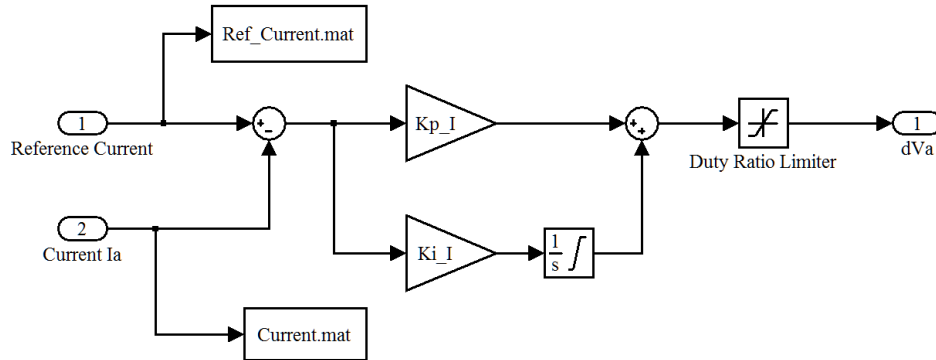 Ref_Current.mat
1
Reference Current
+
-
Kp_I
+
+
Duty Ratio Limiter
1
dVa
2
Current Ia
Ki_I
1
s
Current.mat